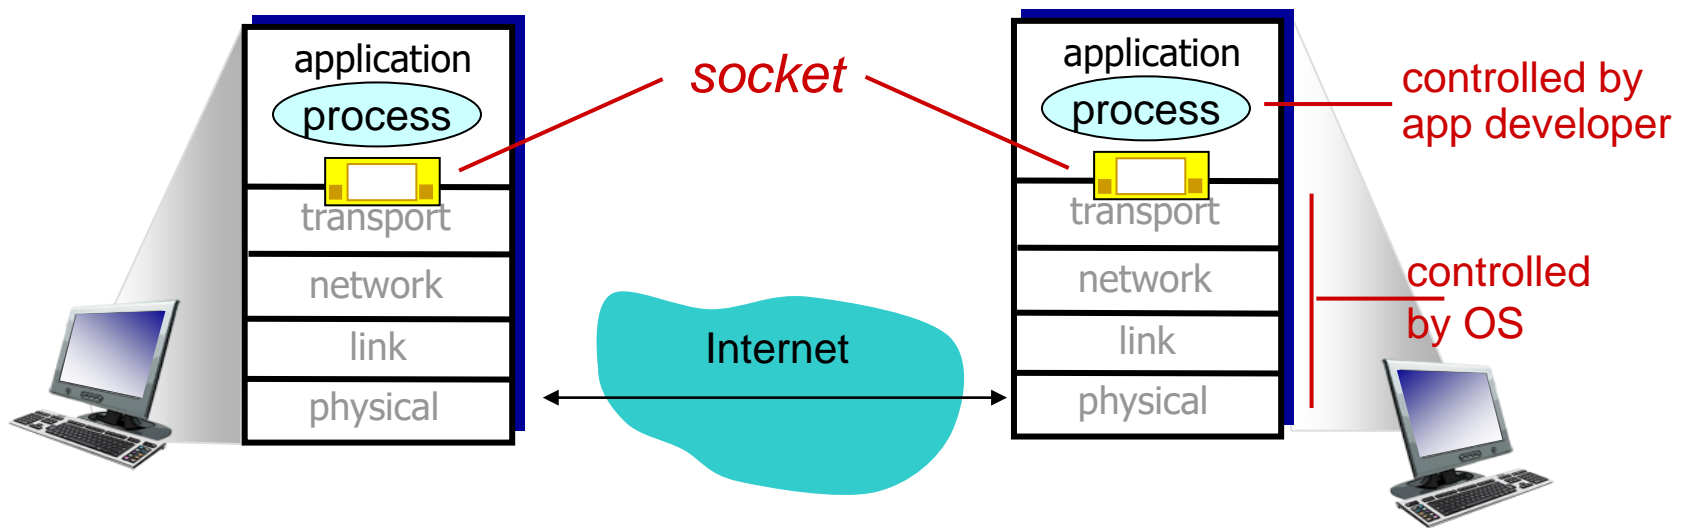 application
process
transport
network
link
physical
socket
Internet
application
process
transport
network
link
physical
controlled by
app developer
controlled
by OS